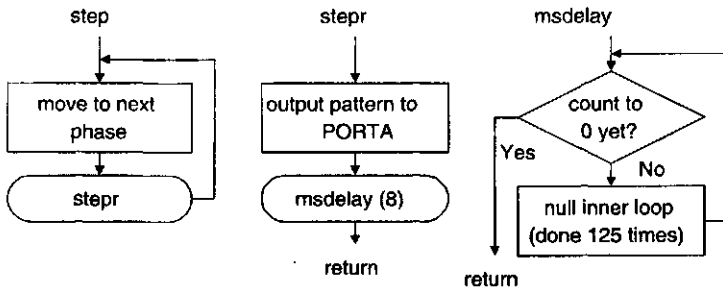 step
move to next
phase
stepr
stepr
output pattern to
PORTA
msdelay (8)
return
msdelay
count to
0 yet?
Yes
No
null inner loop
(done 125 times)
return